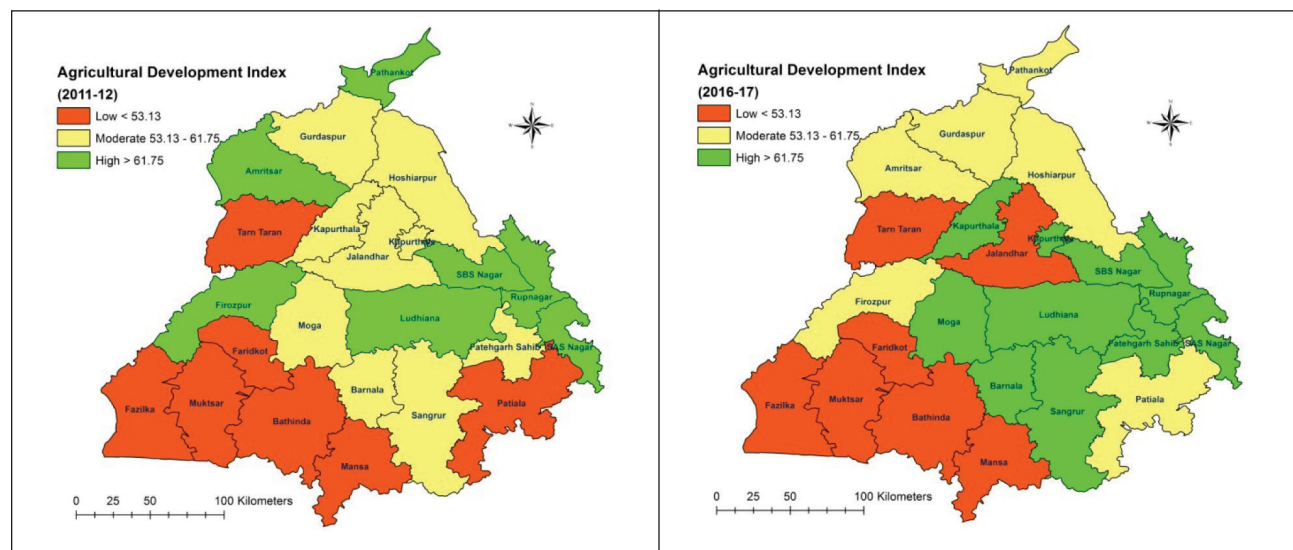 Agricultural Development Index
(2011-12)
Low < 53.13
Moderate 53.13 - 61.75
High > 61.75
N
W E
S
Pathankot
Gurdaspur
Amritsar
Hoshiarpur
Tarn Taran
Kapurthala
Kapurthala
Jalandhar
SBS Nagar
Rupnagar
Firozpur
Moga
Ludhiana
Fatehgarh Sahib
SAS Nagar
Faridkot
Barnala
Fazilka
Muktsar
Bathinda
Sangrur
Patiala
Mansa
0 25 50 100 Kilometers
Agricultural Development Index
(2016-17)
Low < 53.13
Moderate 53.13 - 61.75
High > 61.75
N
W E
S
Pathankot
Gurdaspur
Amritsar
Hoshiarpur
Tarn Taran
Kapurthala
Kapurthala
Jalandhar
SBS Nagar
Rupnagar
Firozpur
Moga
Ludhiana
Fatehgarh Sahib
SAS Nagar
Faridkot
Barnala
Fazilka
Muktsar
Bathinda
Sangrur
Patiala
Mansa
0 25 50 100 Kilometers